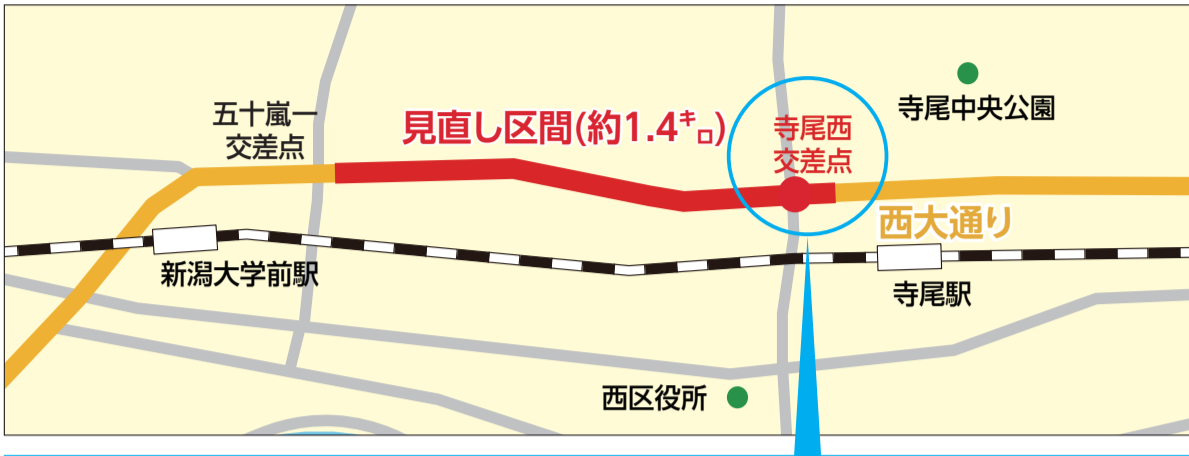 五十嵐一
交差点
見直し区間(約1.4㌔)
寺尾西
交差点
寺尾中央公園
西大通り
新潟大学前駅
寺尾駅
西区役所